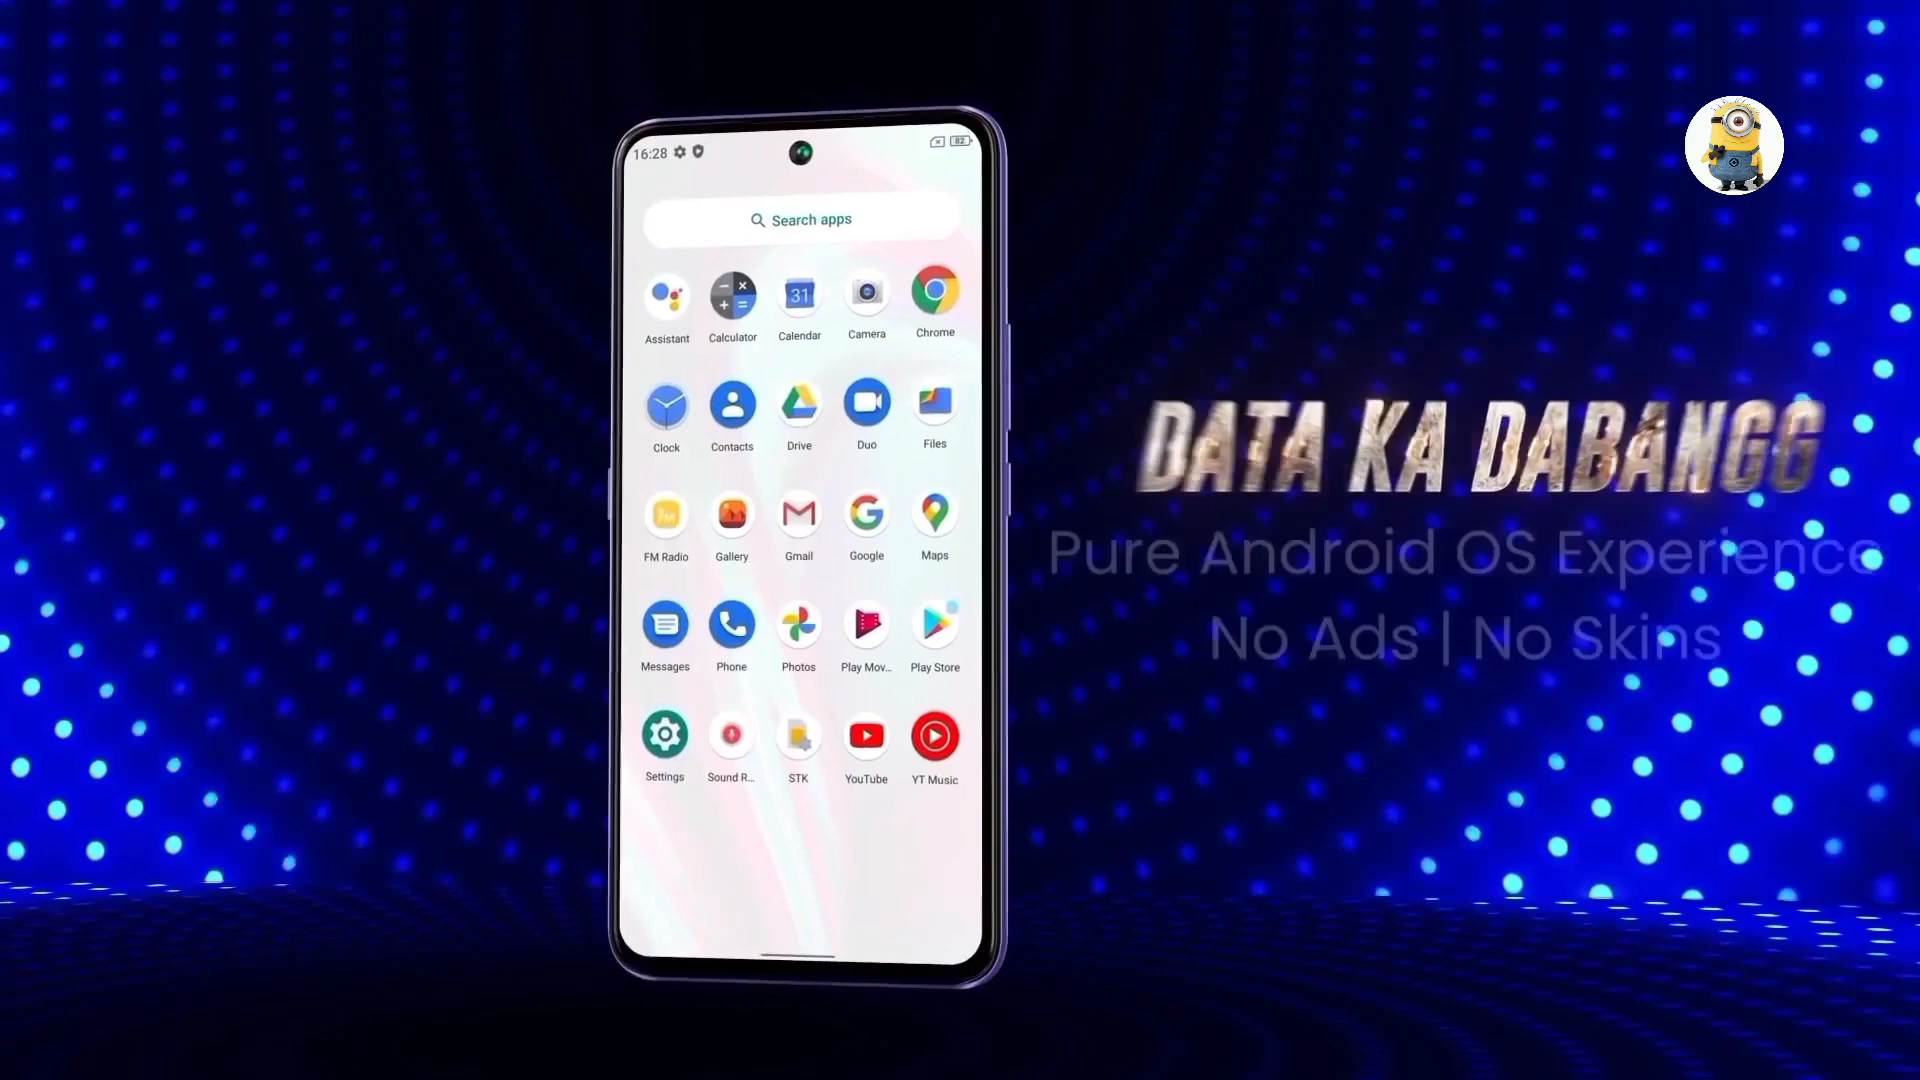 16:28
82
Search apps
Assistant Calculator Calendar Camera Chrome
31
Clock Contacts Drive Duo Files
FM Radio Gallery Gmail Google Maps
Messages Phone Photos Play Mov... Play Store
Settings Sound R... STK YouTube YT Music
DATA KA DABANGG
Pure Android OS Experience
No Ads | No Skins